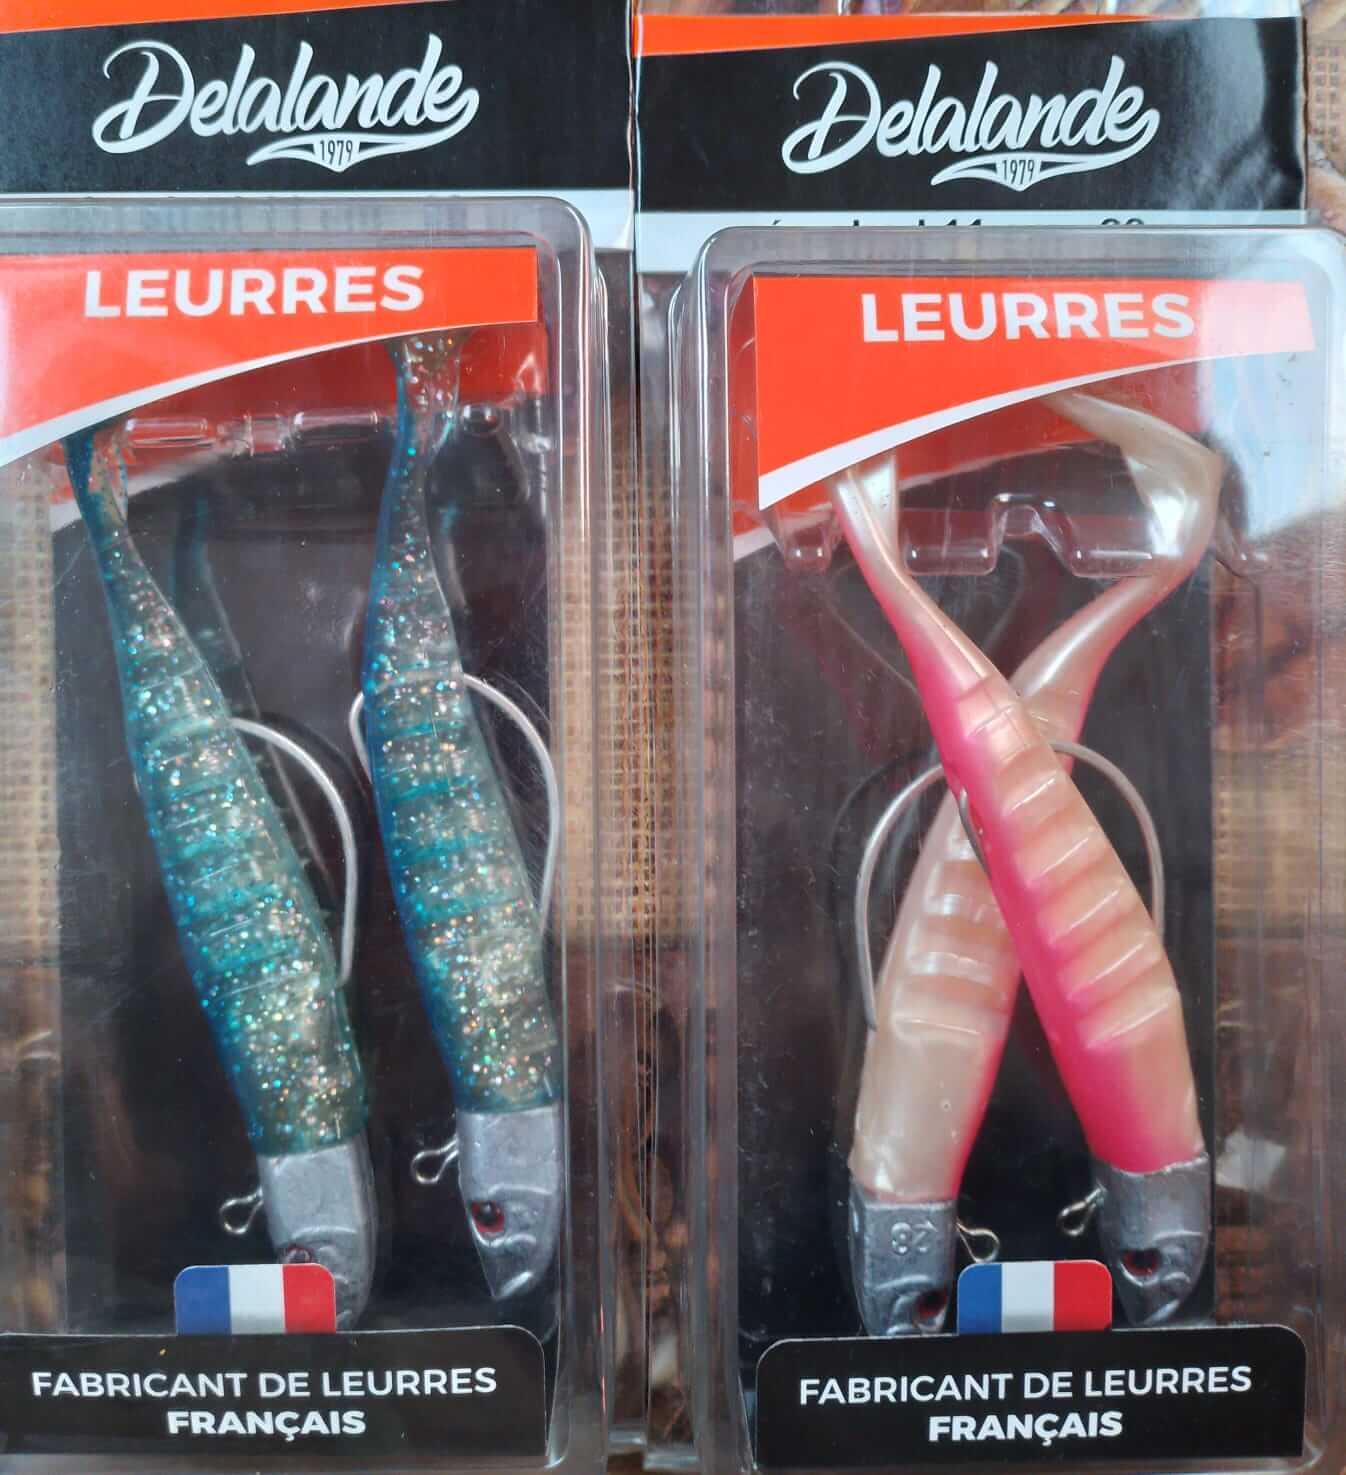 Delalande
1979
LEURRES
FABRICANT DE LEURRES
FRANÇAIS
Delalande
1979
LEURRES
28
FABRICANT DE LEURRES
FRANÇAIS